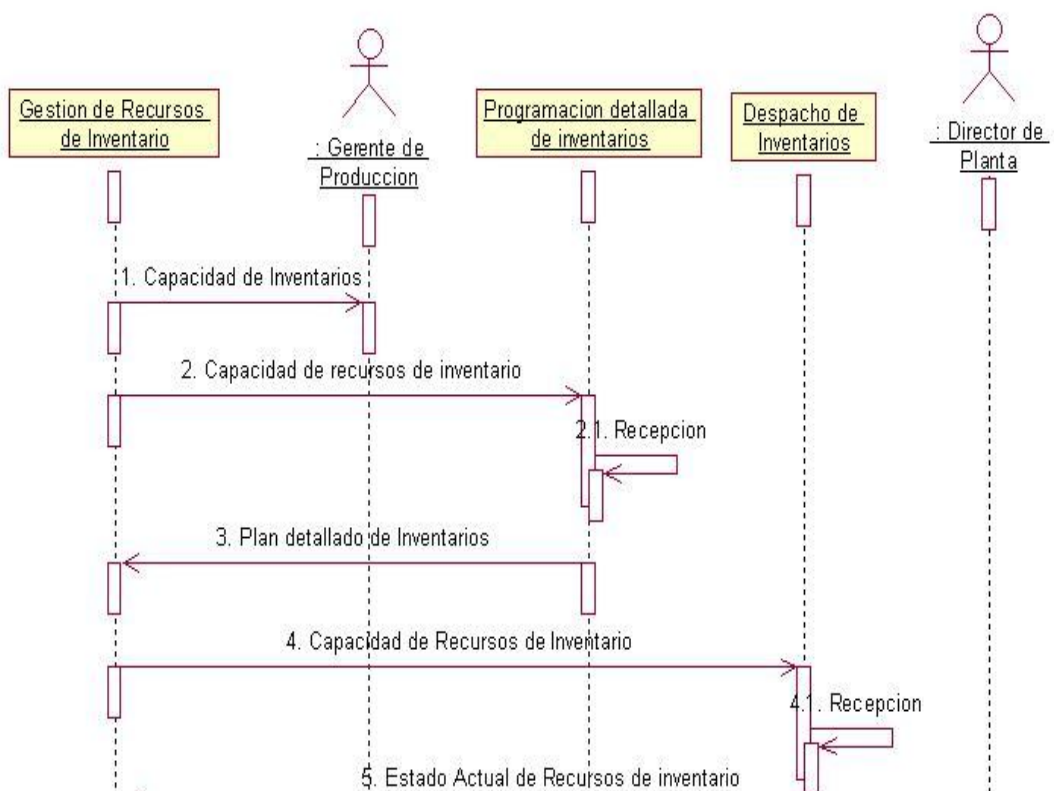 Gestion de Recursos
de Inventario
: Gerente de
Produccion
Programacion detallada
de inventarios
Despacho de
Inventarios
: Director de
Planta
1. Capacidad de Inventarios
2. Capacidad de recursos de inventario
2.1. Recepcion
3. Plan detallado de Inventarios
4. Capacidad de Recursos de Inventario
4.1. Recepcion
5. Estado Actual de Recursos de inventario